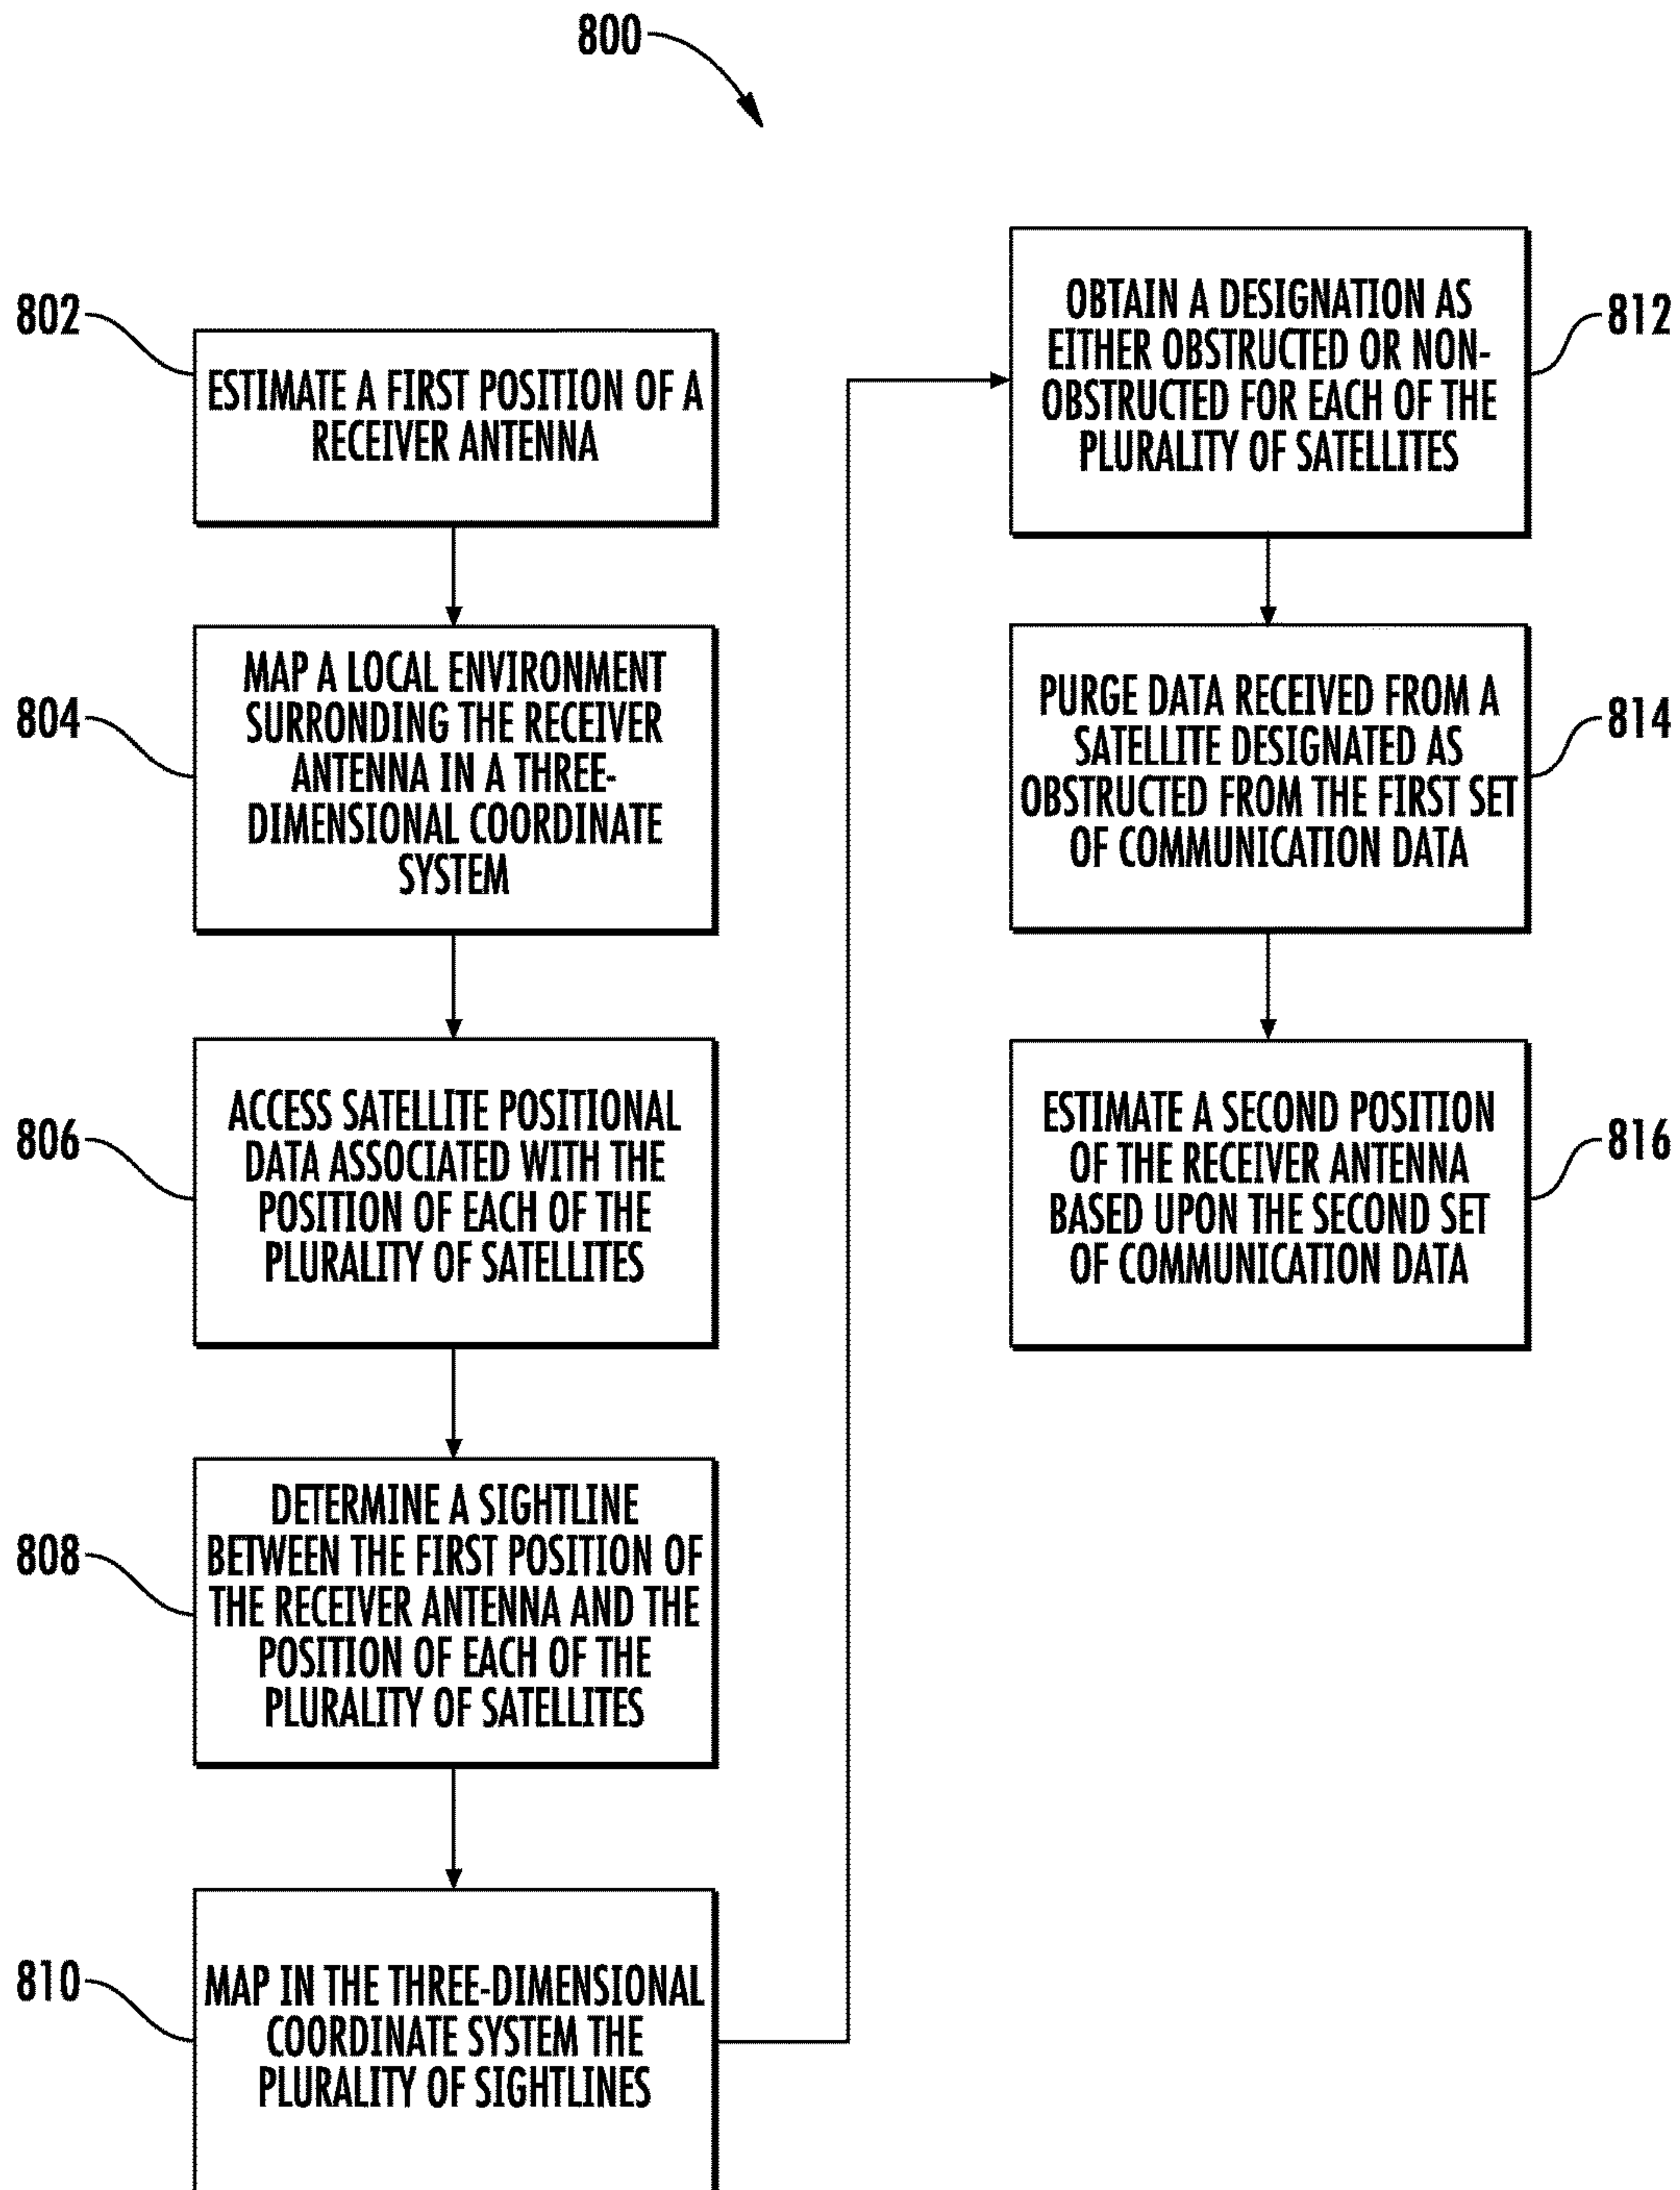 800
802
ESTIMATE A FIRST POSITION OF A
RECEIVER ANTENNA
804
MAP A LOCAL ENVIRONMENT
SURRONDING THE RECEIVER
ANTENNA IN A THREE-
DIMENSIONAL COORDINATE
SYSTEM
806
ACCESS SATELLITE POSITIONAL
DATA ASSOCIATED WITH THE
POSITION OF EACH OF THE
PLURALITY OF SATELLITES
808
DETERMINE A SIGHTLINE
BETWEEN THE FIRST POSITION OF
THE RECEIVER ANTENNA AND THE
POSITION OF EACH OF THE
PLURALITY OF SATELLITES
810
MAP IN THE THREE-DIMENSIONAL
COORDINATE SYSTEM THE
PLURALITY OF SIGHTLINES
812
OBTAIN A DESIGNATION AS
EITHER OBSTRUCTED OR NON-
OBSTRUCTED FOR EACH OF THE
PLURALITY OF SATELLITES
814
PURGE DATA RECEIVED FROM A
SATELLITE DESIGNATED AS
OBSTRUCTED FROM THE FIRST SET
OF COMMUNICATION DATA
816
ESTIMATE A SECOND POSITION
OF THE RECEIVER ANTENNA
BASED UPON THE SECOND SET
OF COMMUNICATION DATA